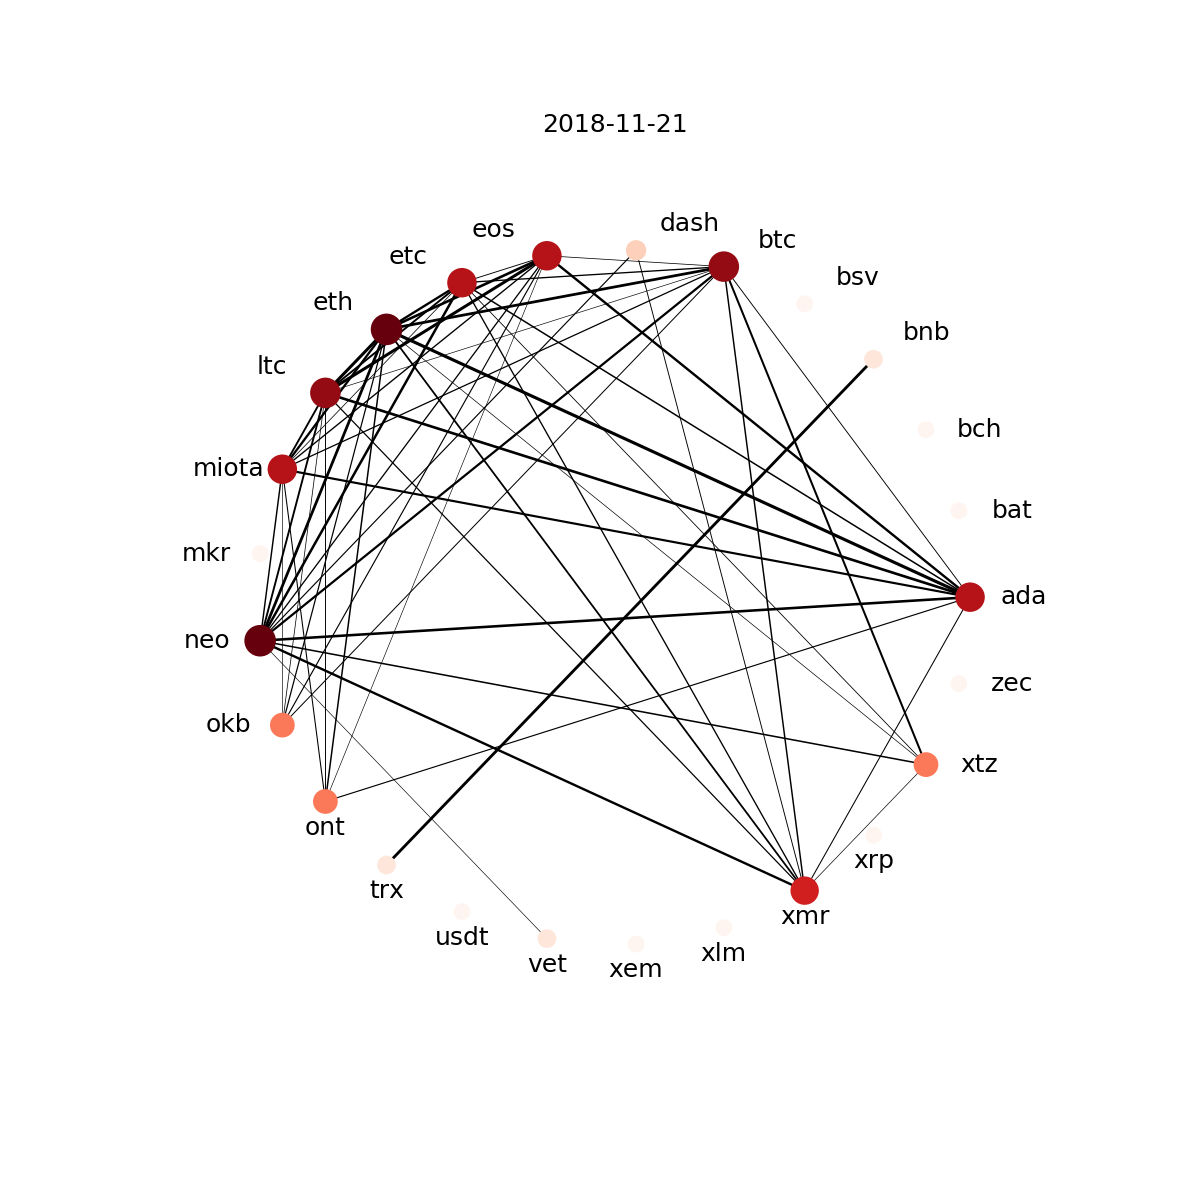 2018-11-21
dash
eos
btc
etc
bsv
eth
bnb
ltc
bch
miota
bat
mkr
ada
neo
zec
okb
xtz
ont
xrp
trx
xmr
usdt
xlm
vet
xem